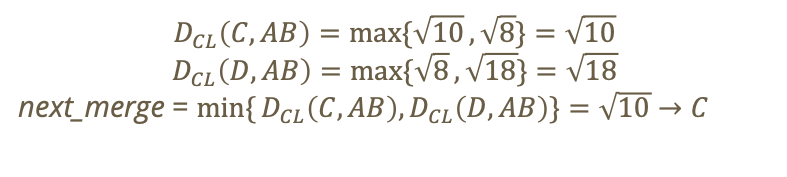 D_CL(C, AB) = max{√10, √8} = √10
D_CL(D, AB) = max{√8, √18} = √18
next_merge = min{ D_CL(C, AB), D_CL(D, AB)} = √10 → C